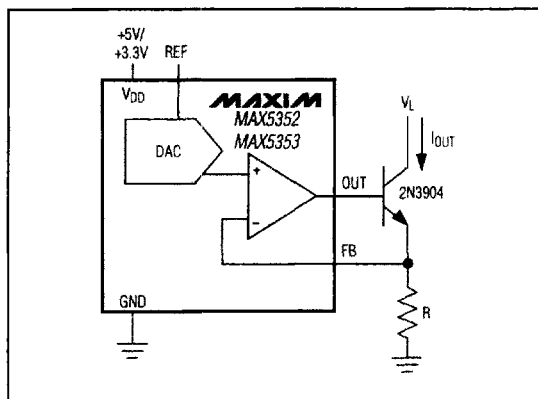 +5V/
+3.3V REF
VDD
MAXIM
MAX5352
MAX5353
DAC
+
-
OUT
FB
GND
VL
IOUT
2N3904
R